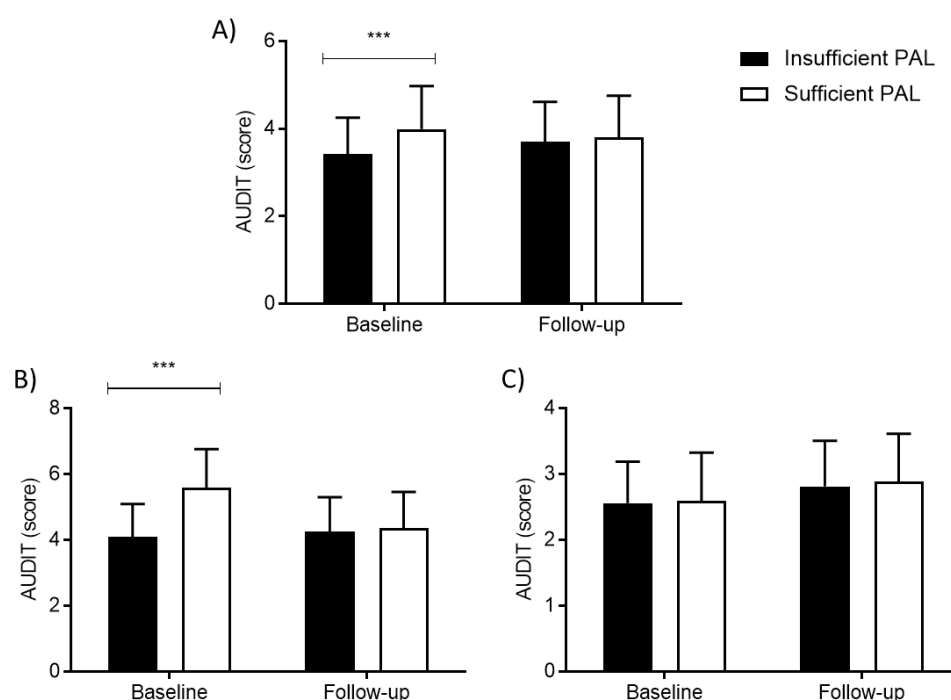 A)
6
4
2
0
AUDIT (score)
***
Baseline
Follow-up
Insufficient PAL
Sufficient PAL
B)
8
6
4
2
0
AUDIT (score)
***
Baseline
Follow-up
C)
4
3
2
1
0
AUDIT (score)
Baseline
Follow-up